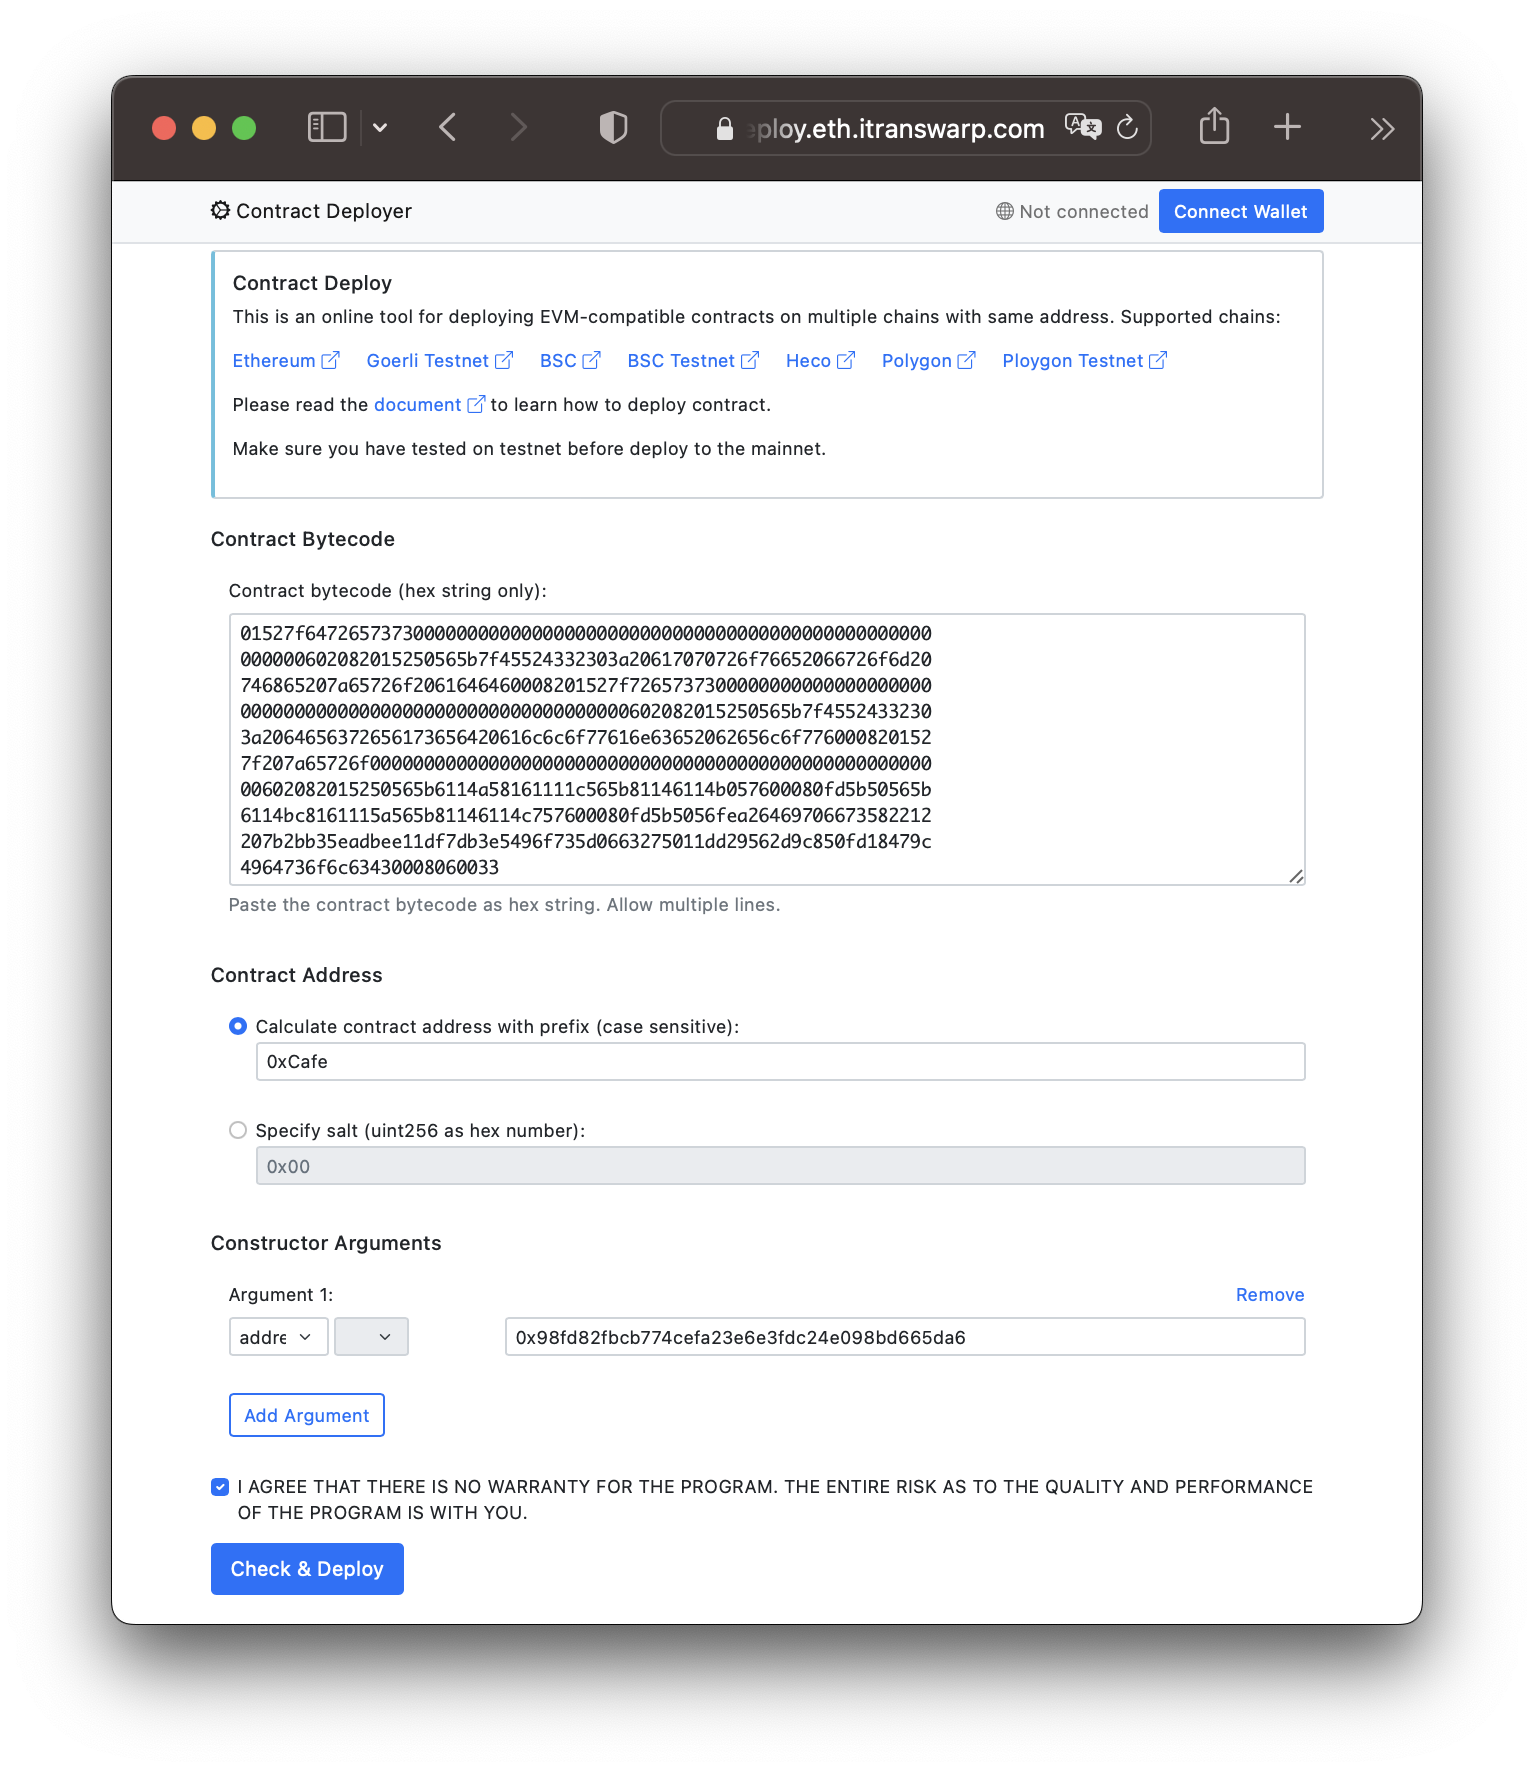 eploy.eth.itranswarp.com
Contract Deployer
Not connected
Connect Wallet
Contract Deploy
This is an online tool for deploying EVM-compatible contracts on multiple chains with same address. Supported chains:
Ethereum Goerli Testnet BSC BSC Testnet Heco Polygon Ploygon Testnet
Please read the document to learn how to deploy contract.
Make sure you have tested on testnet before deploy to the mainnet.
Contract Bytecode
Contract bytecode (hex string only):
01527f6472657373000000000000000000000000000000000000000000000000
000000602082015250565b7f45524332303a20617070726f76652066726f6d20
746865207a65726f2061646460008201527f7265737300000000000000000000
0000000000000000000000000000000000006020820152 50565b7f4552433230
3a2064656372656173656420616c6c6f77616e63652062656c6f776000820152
7f207a65726f0000000000000000000000000000000000000000000000000000
00602082015250565b6114a58161111c565b81146114b057600080fd5b50565b
6114bc8161115a565b81146114c757600080fd5b5056fea26469706673582212
207b2bb35eadbee11df7db3e5496f735d0663275011dd29562d9c850fd18479c
4964736f6c63430008060033
Paste the contract bytecode as hex string. Allow multiple lines.
Contract Address
Calculate contract address with prefix (case sensitive):
0xCafe
Specify salt (uint256 as hex number):
0x00
Constructor Arguments
Argument 1:
Remove
addre
0x98fd82fbcb774cefa23e6e3fdc24e098bd665da6
Add Argument
I AGREE THAT THERE IS NO WARRANTY FOR THE PROGRAM. THE ENTIRE RISK AS TO THE QUALITY AND PERFORMANCE
OF THE PROGRAM IS WITH YOU.
Check & Deploy